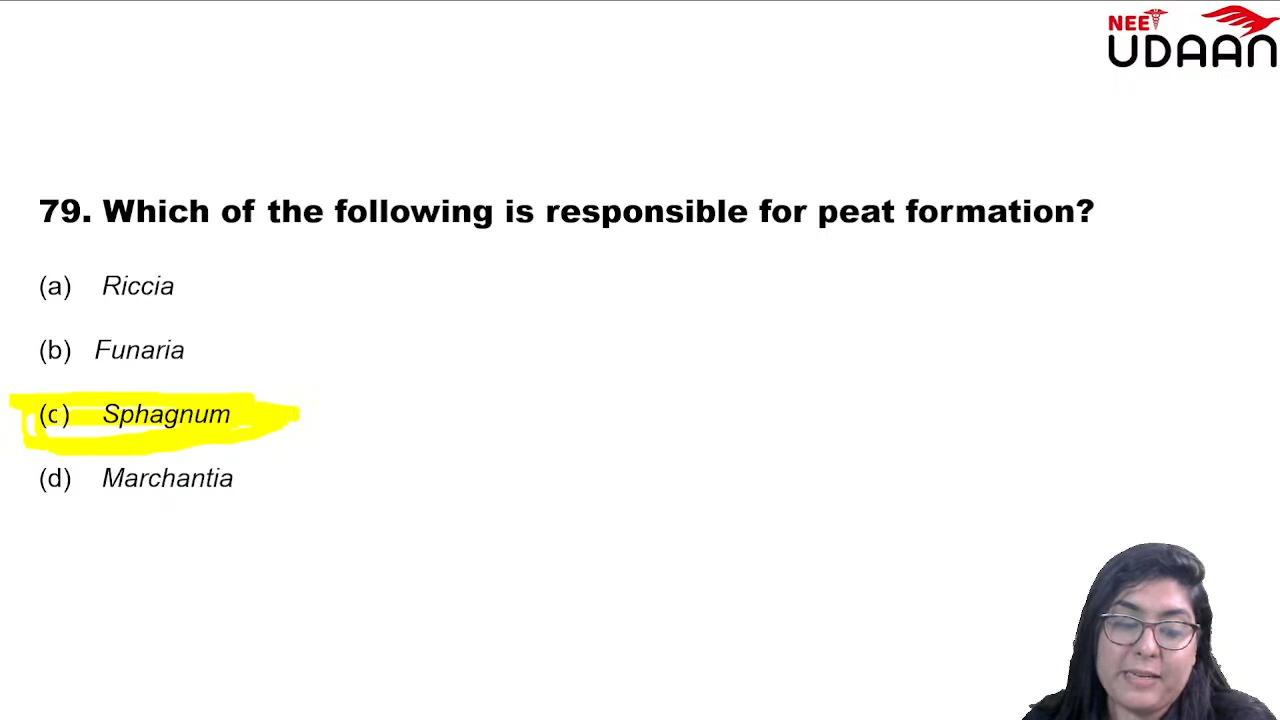 NEET
UDAAN
79. Which of the following is responsible for peat formation?
(a) Riccia
(b) Funaria
(c) Sphagnum
(d) Marchantia